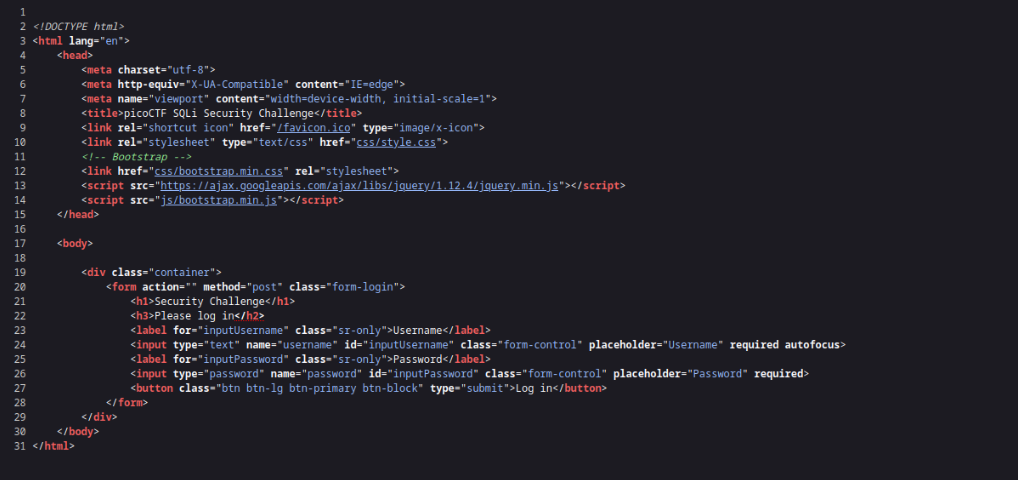 1
2 <!DOCTYPE html>
3 <html lang="en">
4     <head>
5         <meta charset="utf-8">
6         <meta http-equiv="X-UA-Compatible" content="IE=edge">
7         <meta name="viewport" content="width=device-width, initial-scale=1">
8         <title>picoCTF SQLi Security Challenge</title>
9         <link rel="shortcut icon" href="/favicon.ico" type="image/x-icon">
10         <link rel="stylesheet" type="text/css" href="css/style.css">
11         <!-- Bootstrap -->
12         <link href="css/bootstrap.min.css" rel="stylesheet">
13         <script src="https://ajax.googleapis.com/ajax/libs/jquery/1.12.4/jquery.min.js"></script>
14         <script src="js/bootstrap.min.js"></script>
15     </head>
16
17     <body>
18
19         <div class="container">
20             <form action="" method="post" class="form-login">
21                 <h1>Security Challenge</h1>
22                 <h3>Please log in</h2>
23                 <label for="inputUsername" class="sr-only">Username</label>
24                 <input type="text" name="username" id="inputUsername" class="form-control" placeholder="Username" required autofocus>
25                 <label for="inputPassword" class="sr-only">Password</label>
26                 <input type="password" name="password" id="inputPassword" class="form-control" placeholder="Password" required>
27                 <button class="btn btn-lg btn-primary btn-block" type="submit">Log in</button>
28             </form>
29         </div>
30     </body>
31 </html>